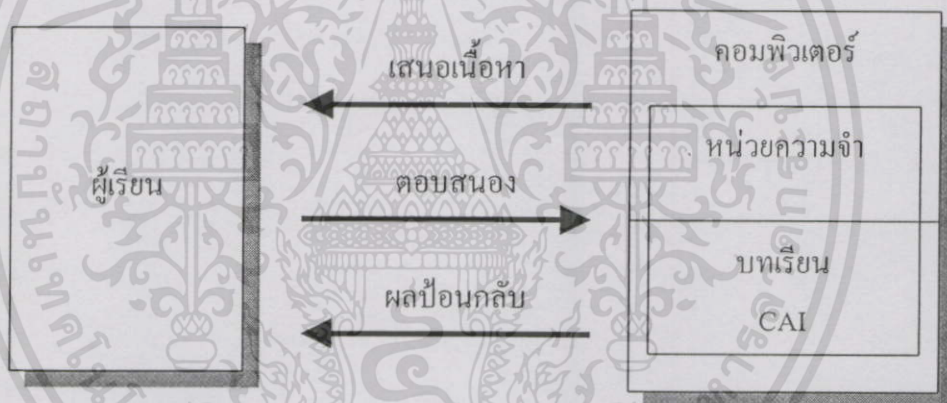 คอมพิวเตอร์
เสนอเนื้อหา
หน่วยความจำ
ผู้เรียน
ตอบสนอง
บทเรียน
ผลป้อนกลับ
CAI